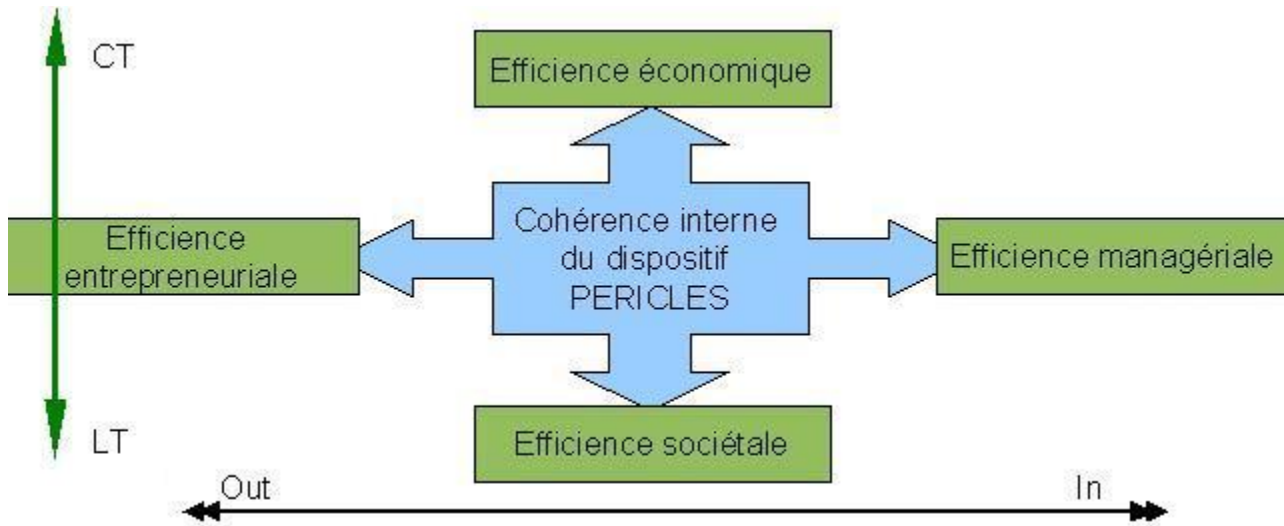 CT
Efficience économique
Efficience
entrepreneuriale
Cohérence interne
du dispositif
PERICLES
Efficience managériale
LT
Efficience sociétale
Out
In